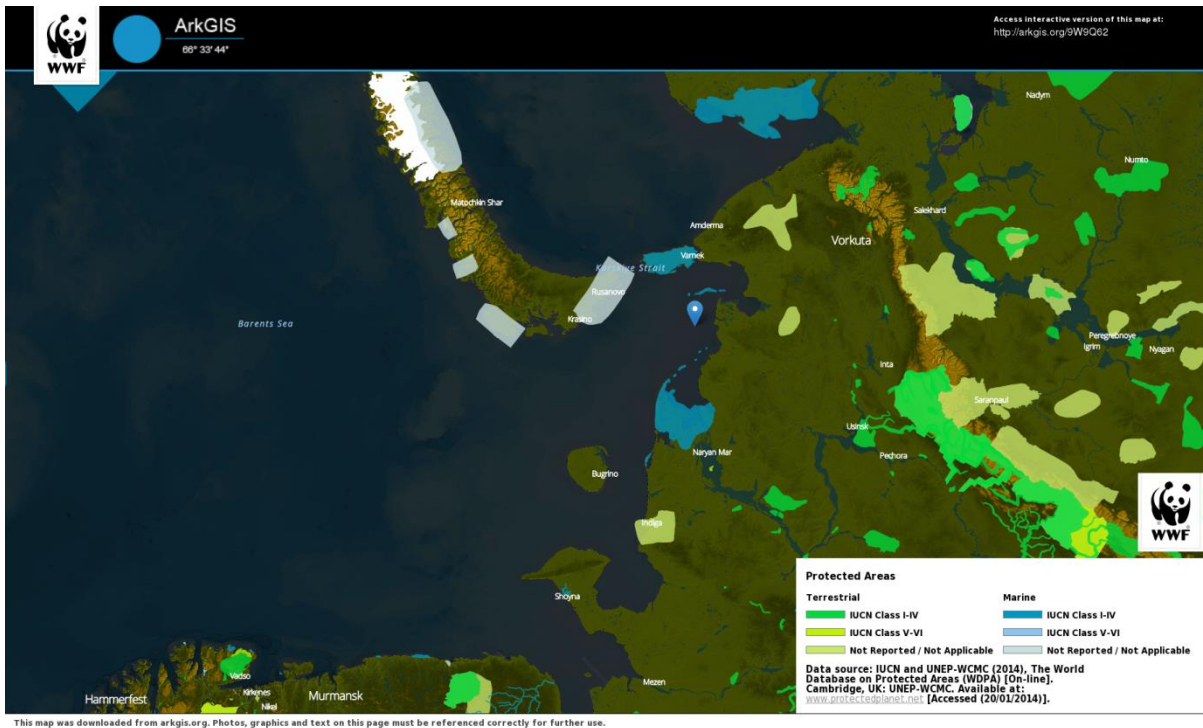 WWF
ArkGIS
66° 33' 44"
Access interactive version of this map at:
http://arkgis.org/9W9Q62
Nadym
Numto
Matochkin Shar
Salekhard
Amderma
Vorkuta
Varnek
Strait
Rusanovo
Krasino
Barents Sea
Peregrebnoye
Igrim
Nyagan
Inta
Saranpaul
Usinsk
Naryan Mar
Pechora
Bugrino
WWF
Indiga
Shoyna
Vadso
Kirkenes
Hammerfest
Murmansk
Nikel
Mezen
Protected Areas
Terrestrial
IUCN Class I-IV
IUCN Class V-VI
Not Reported / Not Applicable
Marine
IUCN Class I-IV
IUCN Class V-VI
Not Reported / Not Applicable
Data source: IUCN and UNEP-WCMC (2014), The World
Database on Protected Areas (WDPA) [On-line].
Cambridge, UK: UNEP-WCMC. Available at:
www.protectedplanet.net [Accessed (20/01/2014)].
This map was downloaded from arkgis.org. Photos, graphics and text on this page must be referenced correctly for further use.